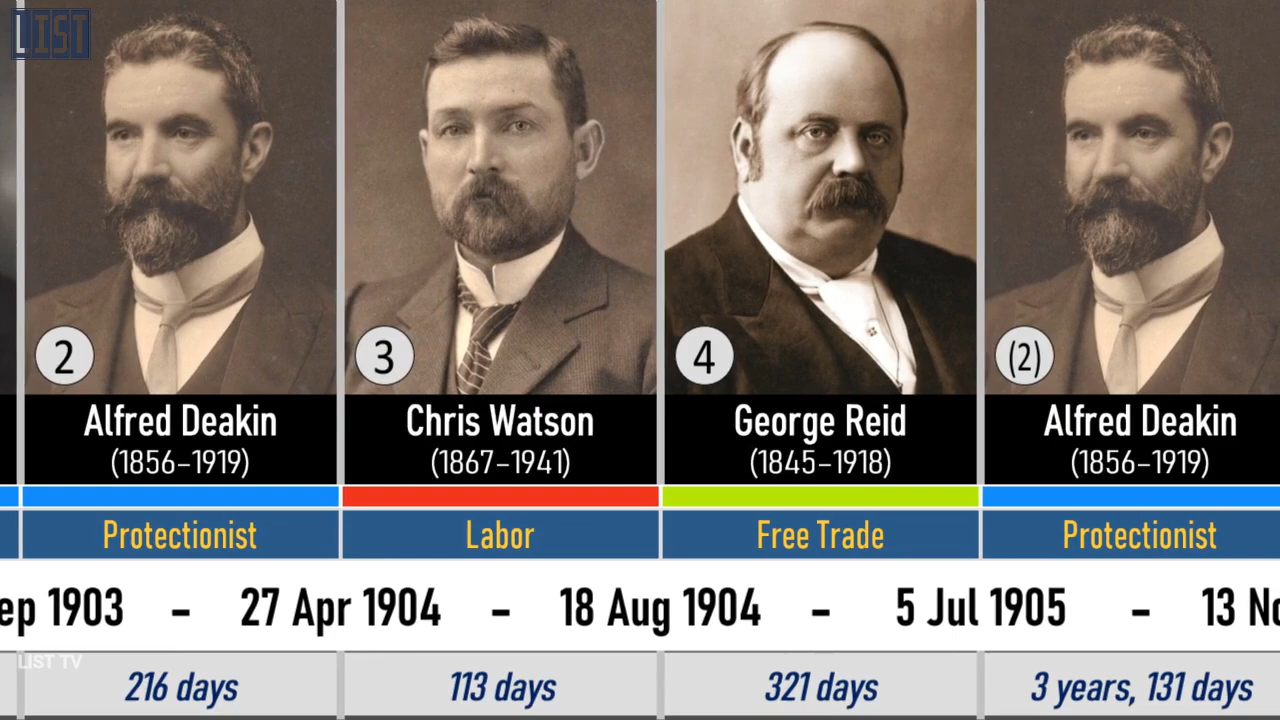 LIST
2
3
4
(2)
Alfred Deakin
Chris Watson
George Reid
Alfred Deakin
(1856–1919)
(1867–1941)
(1845–1918)
(1856–1919)
Protectionist
Labor
Free Trade
Protectionist
ep 1903 – 27 Apr 1904 – 18 Aug 1904 – 5 Jul 1905 – 13 No
LIST TV
216 days
113 days
321 days
3 years, 131 days